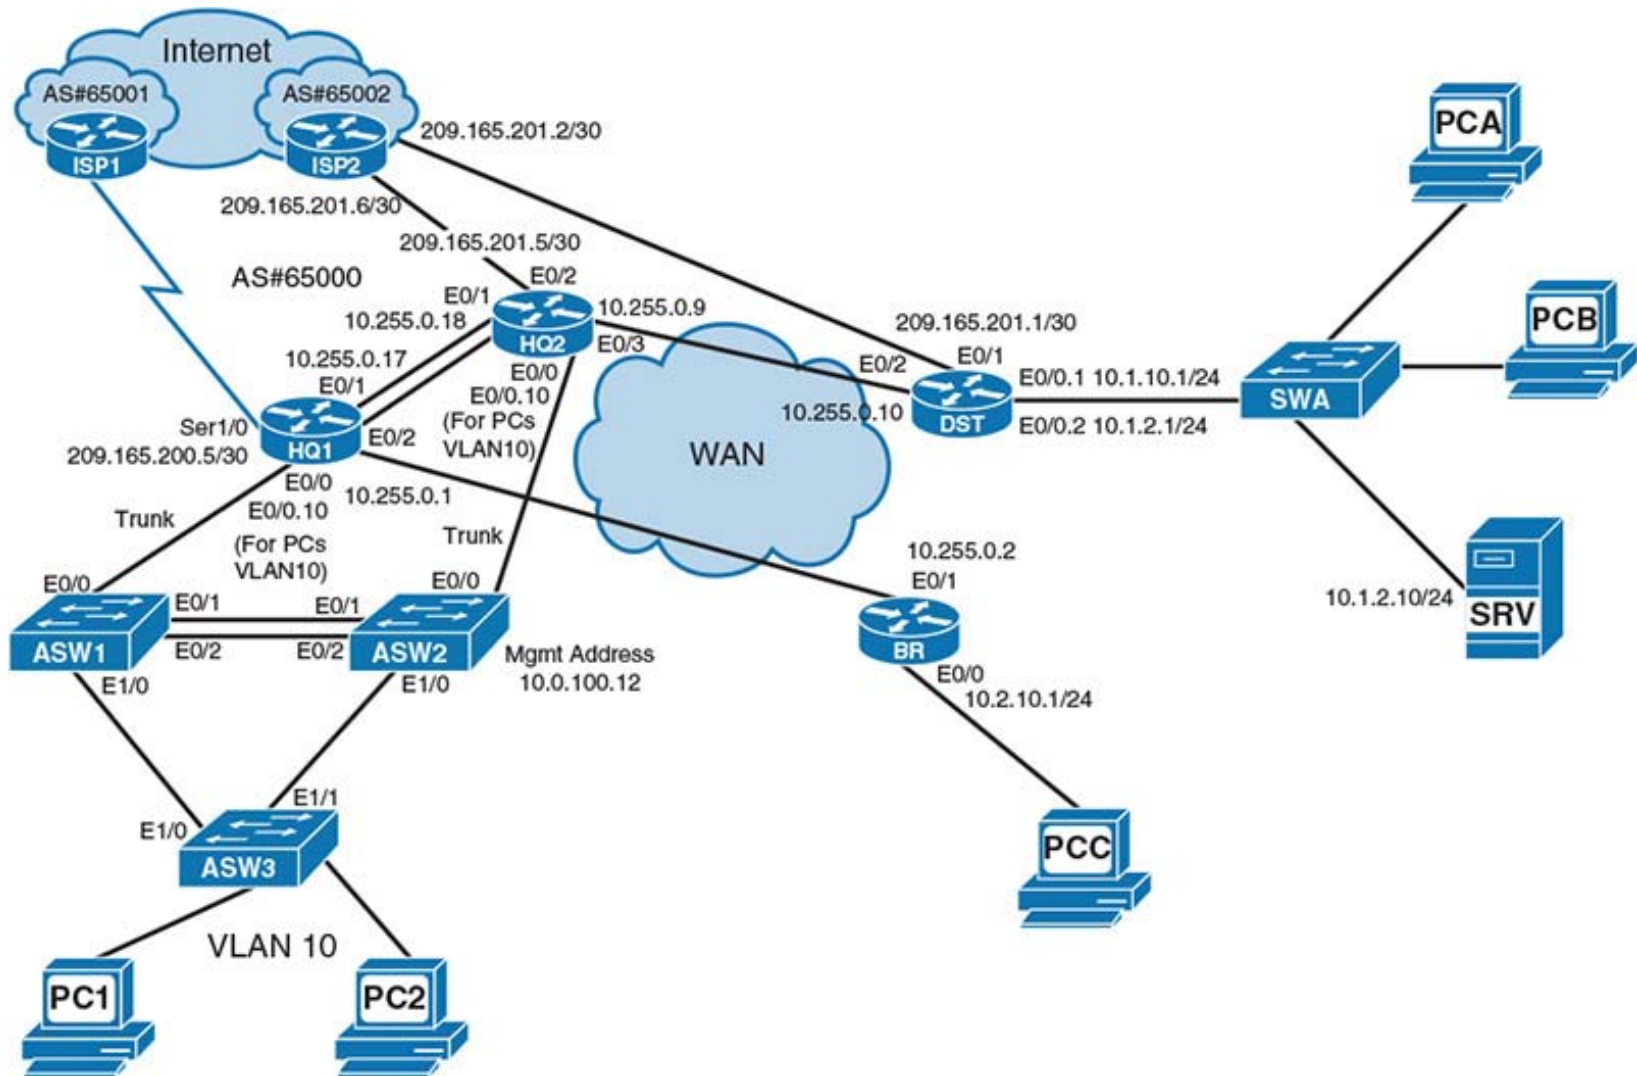 Internet
AS#65001
AS#65002
ISP1
ISP2
209.165.201.2/30
209.165.201.6/30
209.165.201.5/30
AS#65000
E0/2
E0/1
10.255.0.18
10.255.0.9
HQ2
E0/3
10.255.0.17
E0/1
E0/0
E0/0.10
(For PCs
VLAN10)
Ser1/0
209.165.200.5/30
HQ1
E0/2
E0/0
10.255.0.1
E0/0.10
(For PCs
VLAN10)
Trunk
Trunk
WAN
209.165.201.1/30
E0/2
E0/1
10.255.0.10
DST
E0/0.1 10.1.10.1/24
E0/0.2 10.1.2.1/24
SWA
PCA
PCB
10.1.2.10/24
SRV
10.255.0.2
E0/1
BR
E0/0
10.2.10.1/24
PCC
E0/0
E0/1
E0/1
E0/0
ASW1
E0/2
E0/2
ASW2
Mgmt Address
10.0.100.12
E1/0
E1/0
E1/1
E1/0
ASW3
VLAN 10
PC1
PC2